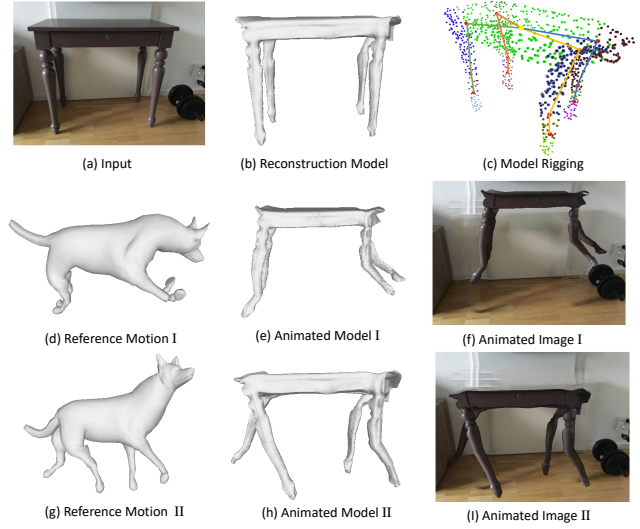 (a) Input
(b) Reconstruction Model
(c) Model Rigging
(d) Reference Motion I
(e) Animated Model I
(f) Animated Image I
(g) Reference Motion II
(h) Animated Model II
(I) Animated Image II